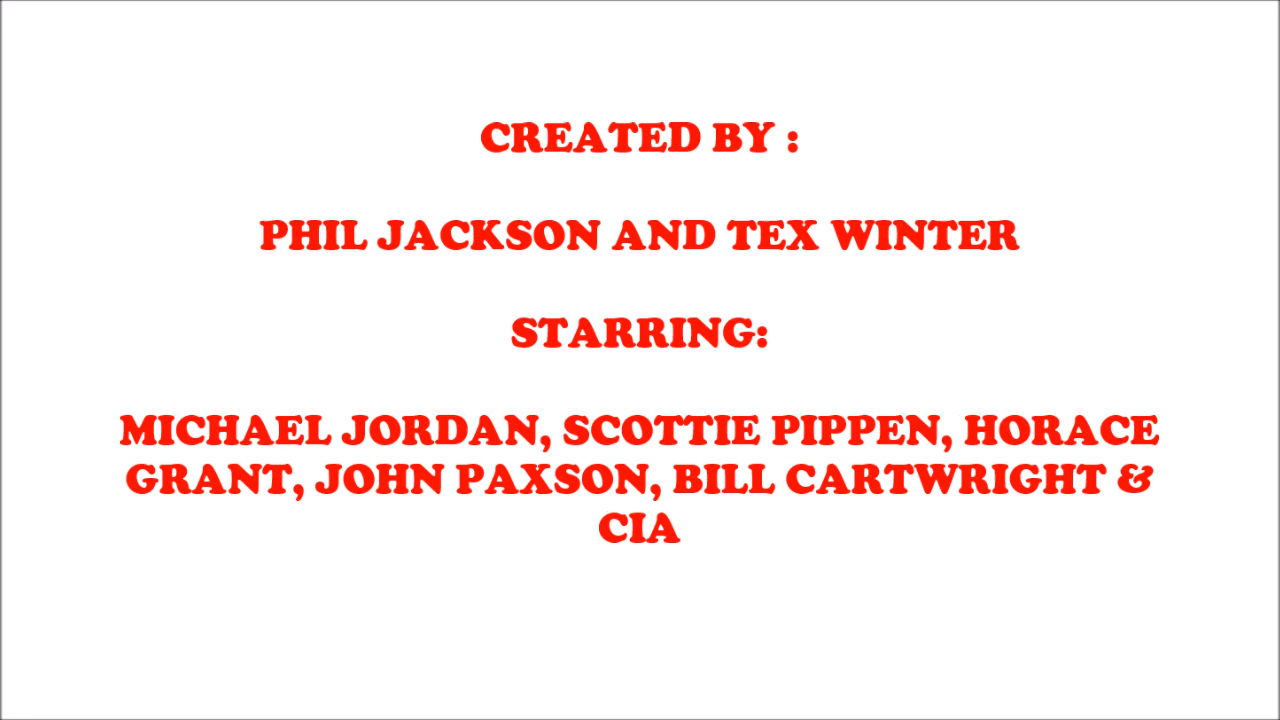 CREATED BY :
PHIL JACKSON AND TEX WINTER
STARRING:
MICHAEL JORDAN, SCOTTIE PIPPEN, HORACE
GRANT, JOHN PAXSON, BILL CARTWRIGHT &
CIA